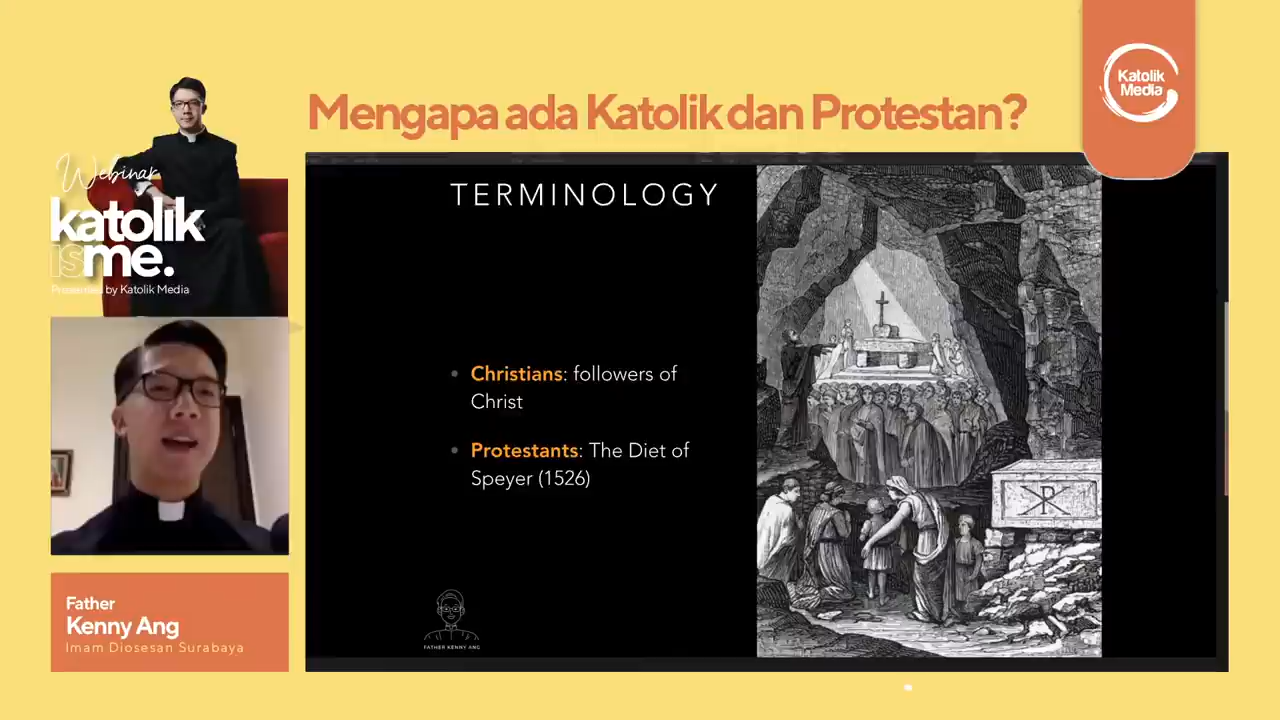 Mengapa ada Katolik dan Protestan?
Katolik
Media
Webinar
katolik
isme.
Presented by Katolik Media
TERMINOLOGY
• Christians: followers of
Christ
• Protestants: The Diet of
Speyer (1526)
FATHER KENNY ANG
Father
Kenny Ang
Imam Diosesan Surabaya